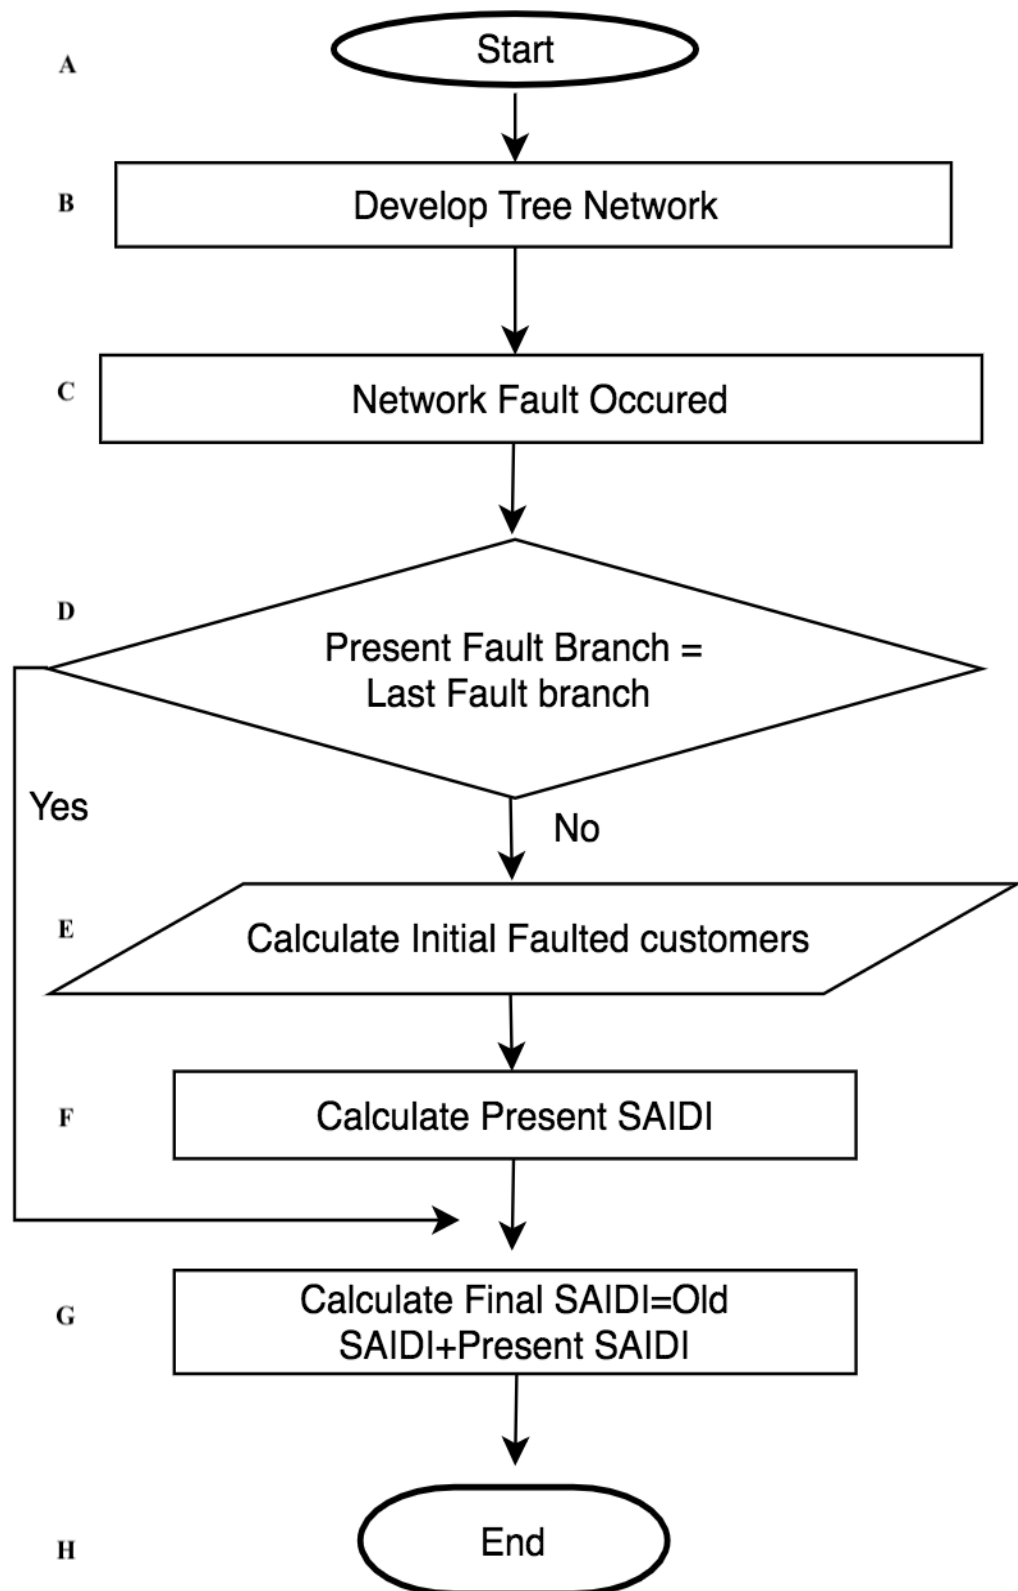 A
Start
B
Develop Tree Network
C
Network Fault Occured
D
Present Fault Branch =
Last Fault branch
Yes
No
E
Calculate Initial Faulted customers
F
Calculate Present SAIDI
G
Calculate Final SAIDI=Old
SAIDI+Present SAIDI
H
End